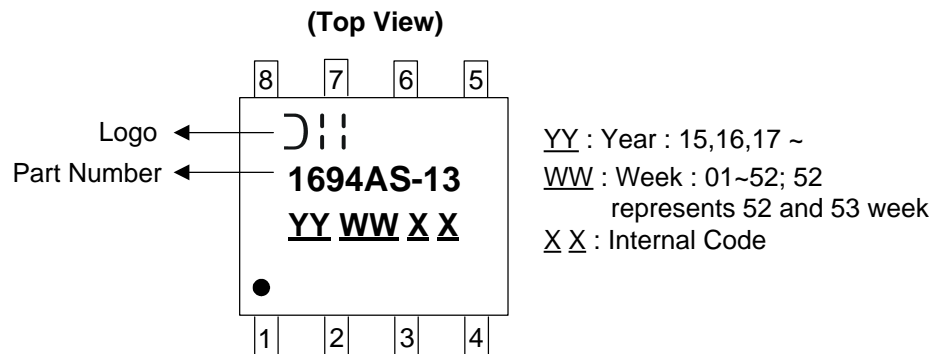 (Top View)
8 7 6 5
Logo
Part Number
1694AS-13
YY WW X X
YY : Year : 15,16,17 ~
WW : Week : 01~52; 52
represents 52 and 53 week
X X : Internal Code
1 2 3 4